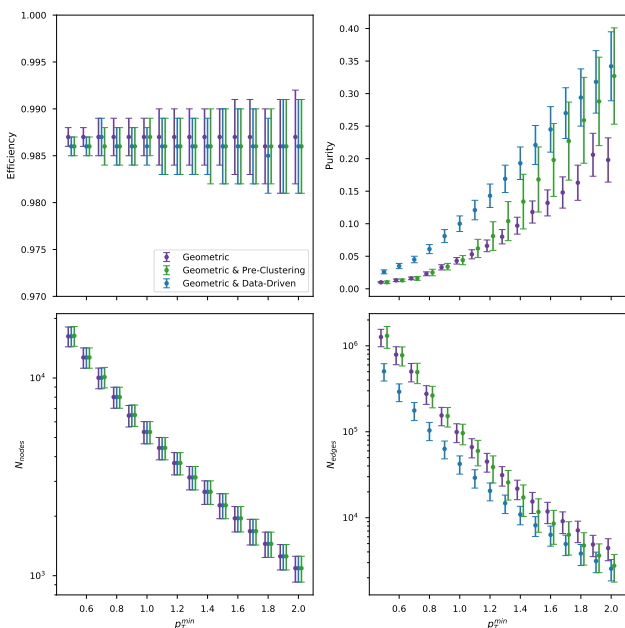 1.000
0.995
0.990
0.985
0.980
0.975
0.970
Efficiency
Geometric
Geometric & Pre-Clustering
Geometric & Data-Driven
0.40
0.35
0.30
0.25
0.20
0.15
0.10
0.05
0.00
Purity
10^4
10^3
N_nodes
0.6 0.8 1.0 1.2 1.4 1.6 1.8 2.0
p_T^min
10^6
10^5
10^4
N_edges
0.6 0.8 1.0 1.2 1.4 1.6 1.8 2.0
p_T^min